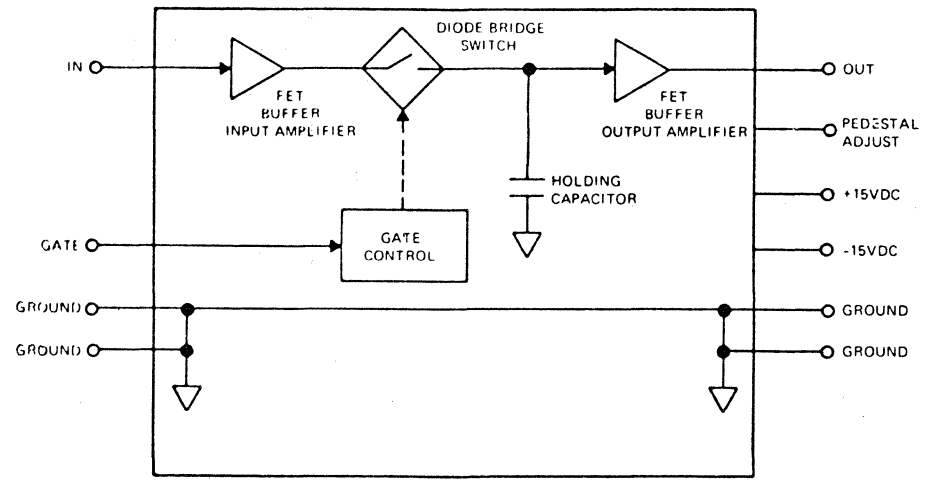 DIODE BRIDGE
SWITCH
IN
OUT
FET
BUFFER
INPUT AMPLIFIER
FET
BUFFER
OUTPUT AMPLIFIER
PEDESTAL
ADJUST
HOLDING
CAPACITOR
+15VDC
GATE
GATE
CONTROL
-15VDC
GROUND
GROUND
GROUND
GROUND